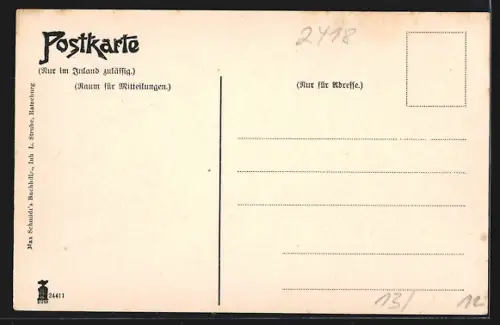 Postkarte
(Nur im Inland zulässig.)
(Raum für Mitteilungen.)
(Nur für Adresse.)
2418
Max Schmidt's Buchhdlg., Inh. L. Strube, Ratzeburg
24411
13/
12